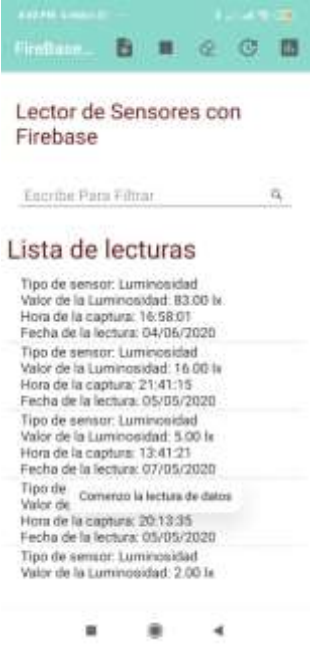 FireBase...
Lector de Sensores con
Firebase
Escribe Para Filtrar
Lista de lecturas
Tipo de sensor: Luminosidad
Valor de la Luminosidad: 83.00 lx
Hora de la captura: 16:58:01
Fecha de la lectura: 04/06/2020
Tipo de sensor: Luminosidad
Valor de la Luminosidad: 16.00 lx
Hora de la captura: 21:41:15
Fecha de la lectura: 05/05/2020
Tipo de sensor: Luminosidad
Valor de la Luminosidad: 5.00 lx
Hora de la captura: 13:41:21
Fecha de la lectura: 07/05/2020
Tipo de
Valor de
Comenzo la lectura de datos
Hora de la captura: 20:13:35
Fecha de la lectura: 05/05/2020
Tipo de sensor: Luminosidad
Valor de la Luminosidad: 2.00 lx